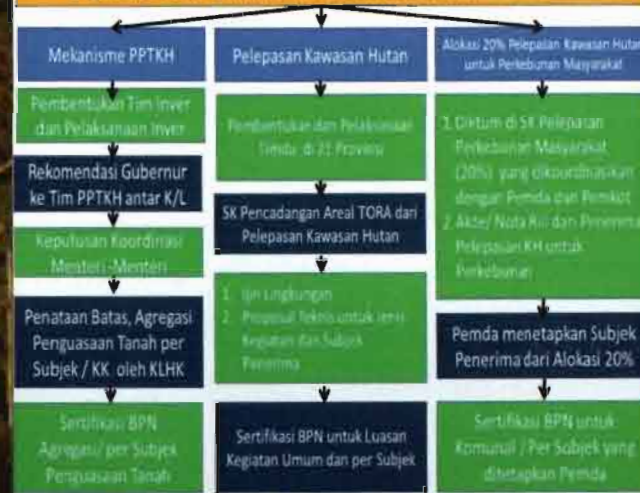 Mekanisme PPTKH
Pembentukan Tim Inver
dan Pelaksanaan Inver
Rekomendasi Gubernur
ke Tim PPTKH antar K/L
Keputusan Koordinasi
Menteri-Menteri
Penataan Batas, Agregasi
Penguasaan Tanah per
Subjek / KK oleh KLHK
Sertifikasi BPN
Agregasi/ per Subjek
Penguasaan Tanah
Pelepasan Kawasan Hutan
Pembentukan dan Pelaksanaan
Timdu di 21 Provinsi
SK Pencadangan Areal TORA dari
Pelepasan Kawasan Hutan
1. Ijin Lingkungan
2. Proposal Teknis untuk Jenis
Kegiatan dan Subjek
Penerima
Sertifikasi BPN untuk Luasan
Kegiatan Umum dan per Subjek
Alokasi 20% Pelepasan Kawasan Hutan
untuk Perkebunan Masyarakat
1. Diktum di SK Pelepasan
Perkebunan Masyarakat
(20%) yang dikoordinasikan
dengan Pemda dan Pemkot
2. Akte/ Nota Riil dan Penerima
Pelepasan KH untuk
Perkebunan
Pemda menetapkan Subjek
Penerima dari Alokasi 20%
Sertifikasi BPN untuk
Komunal / Per Subjek yang
ditetapkan Pemda